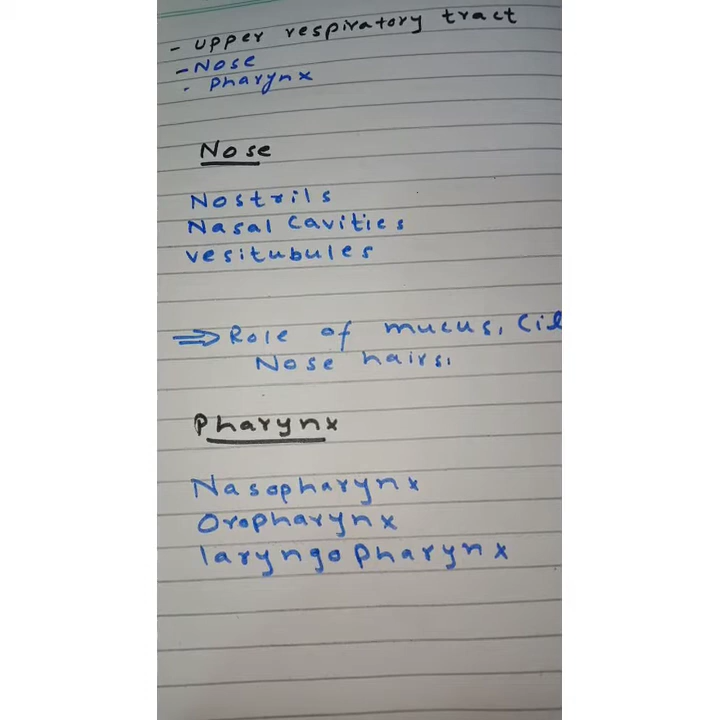 - Upper respiratory tract
- Nose
- Pharynx
Nose
Nostrils
Nasal Cavities
vesitubules
⇒ Role of mucus, Cil
Nose hairs,
Pharynx
Nasopharynx
Oropharynx
laryngopharynx